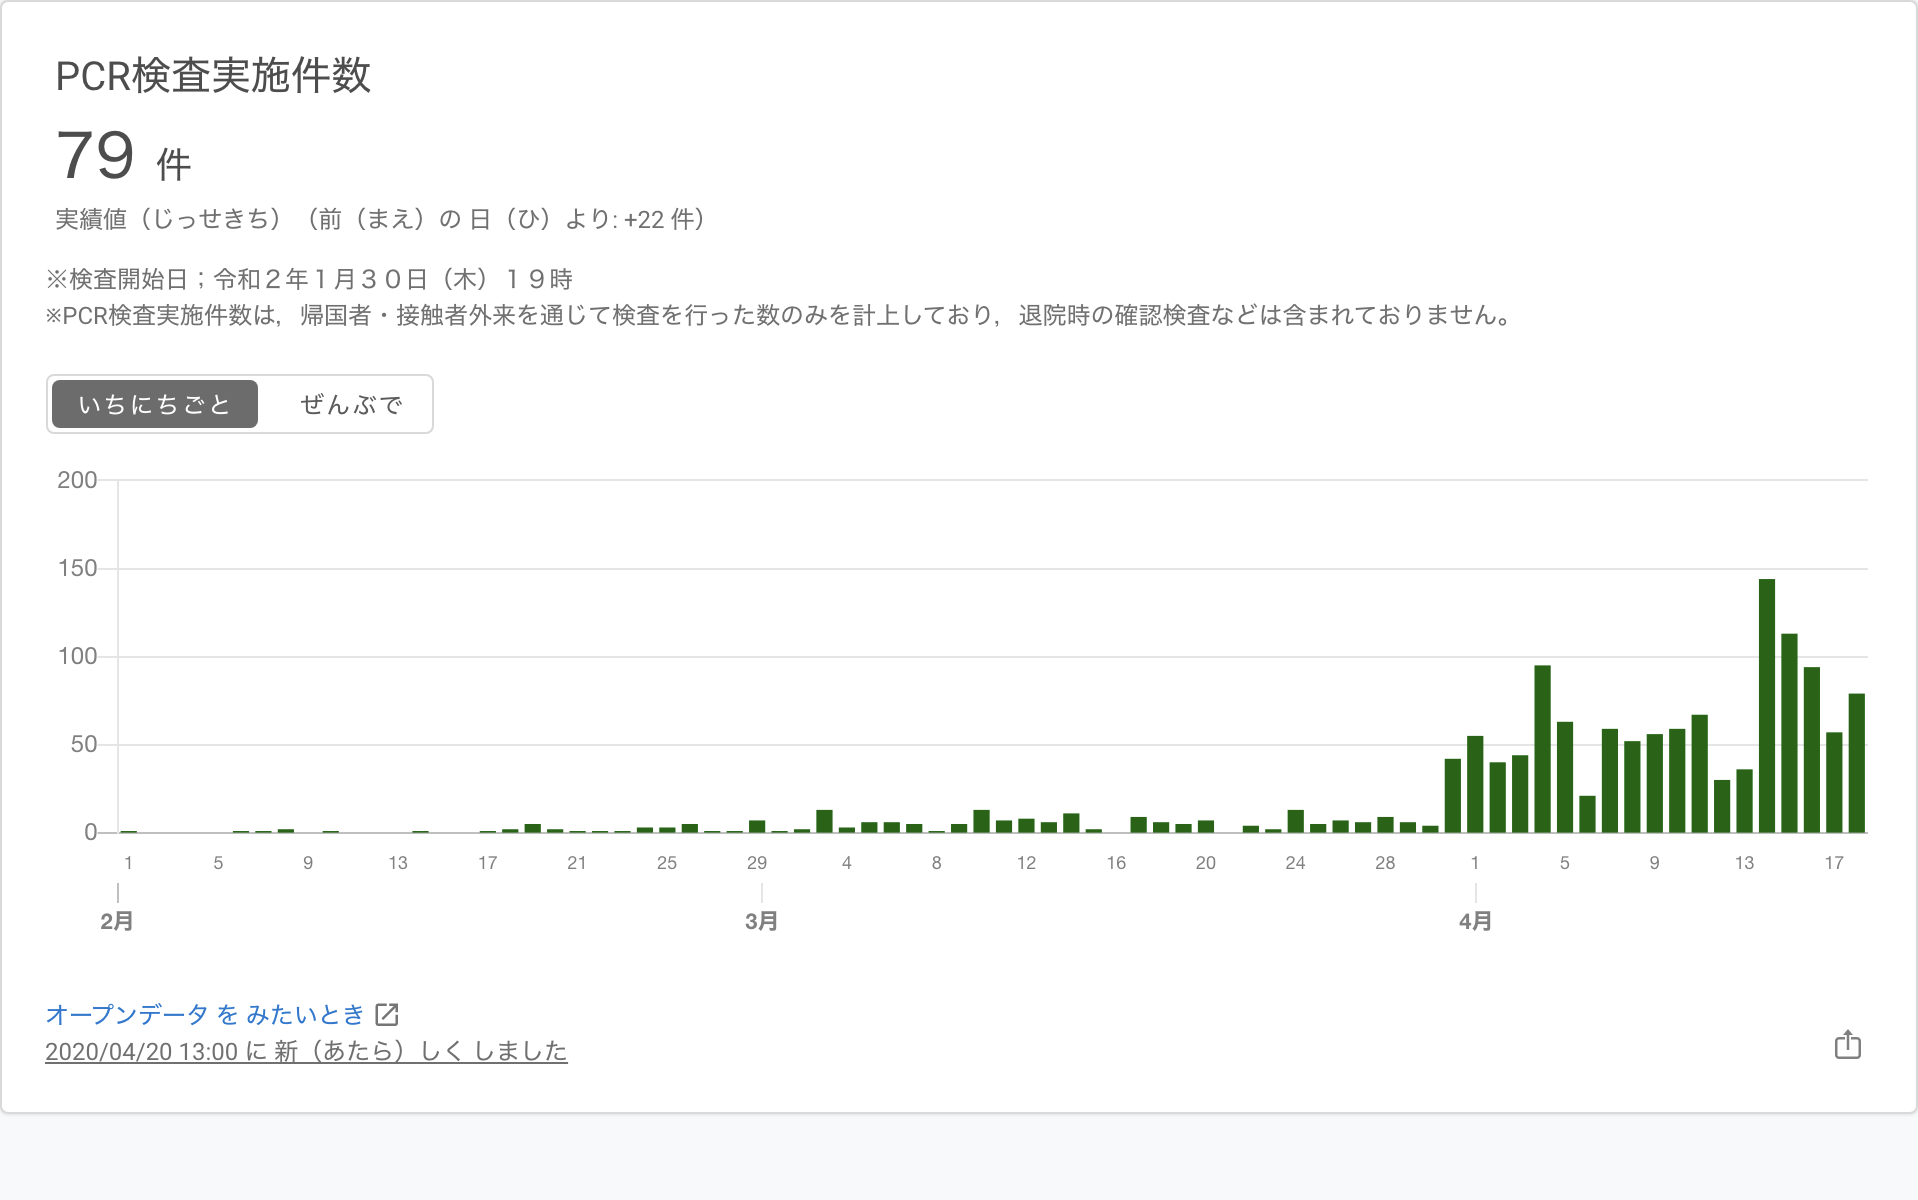 PCR検査実施件数
79 件
実績値（じっせきち）（前（まえ）の 日（ひ）より: +22 件）
※検査開始日；令和２年１月３０日（木）１９時
※PCR検査実施件数は，帰国者・接触者外来を通じて検査を行った数のみを計上しており，退院時の確認検査などは含まれておりません。
いちにちごと ぜんぶで
200
150
100
50
0
1 5 9 13 17 21 25 29 4 8 12 16 20 24 28 1 5 9 13 17
2月 3月 4月
オープンデータ を みたいとき
2020/04/20 13:00 に 新（あたら）しく しました